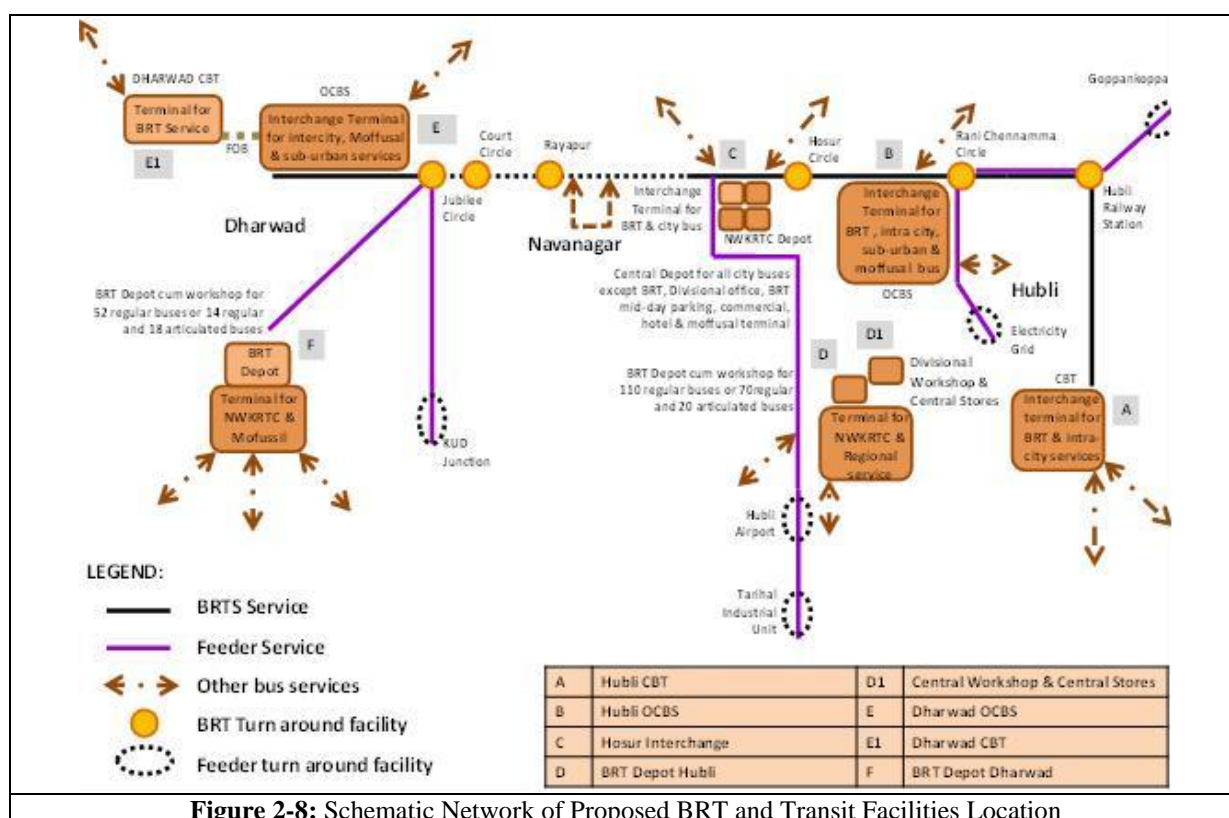 DHARWAD CBT
Terminal for
BRT Service
FOB
E1
OCBS
Interchange Terminal
for intercity, Moffusal
& sub-urban services
E
Court
Circle
Rayapur
Jubilee
Circle
Dharwad
Navanagar
Interchange
Terminal for
BRT & city bus
C
NWKRTC Depot
Hosur
Circle
B
Interchange
Terminal for
BRT , intra city,
sub-urban &
moffusal bus
OCBS
Rani Chennamma
Circle
Goppankoppa
Hubli
Railway
Station
Hubli
Electricity
Grid
Central Depot for all city buses
except BRT, Divisional office, BRT
mid-day parking, commercial,
hotel & moffusal terminal
BRT Depot cum workshop for
52 regular buses or 14 regular
and 18 articulated buses
F
BRT
Depot
Terminal for
NWKRTC &
Mofussil
KUD
Junction
BRT Depot cum workshop for
110 regular buses or 70regular
and 20 articulated buses
D
D1
Divisional
Workshop &
Central Stores
Terminal for
NWKRTC &
Regional
service
CBT
Interchange
terminal for
BRT & intra-
city services
A
Hubli
Airport
Tarihal
Industrial
Unit
LEGEND:
BRTS Service
Feeder Service
Other bus services
BRT Turn around facility
Feeder turn around facility
A Hubli CBT D1 Central Workshop & Central Stores
B Hubli OCBS E Dharwad OCBS
C Hosur Interchange E1 Dharwad CBT
D BRT Depot Hubli F BRT Depot Dharwad
Figure 2-8: Schematic Network of Proposed BRT and Transit Facilities Location